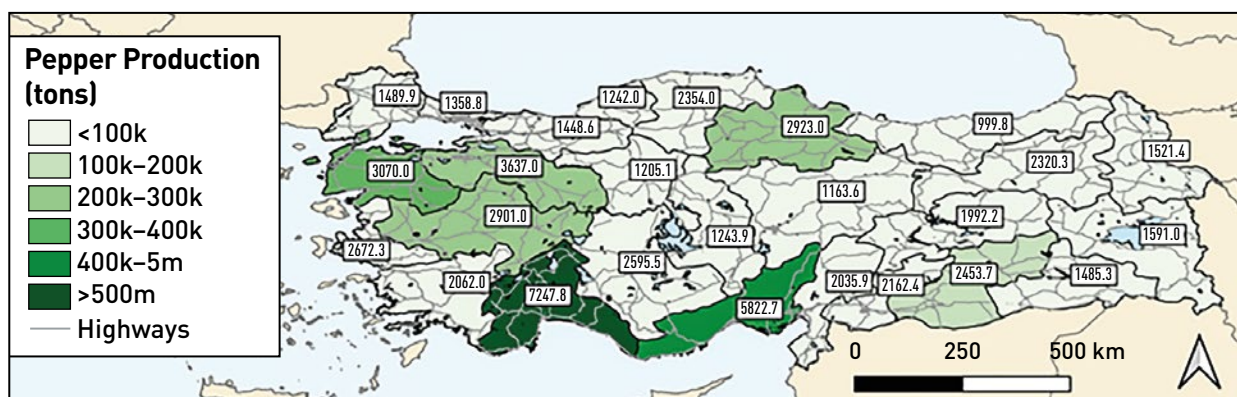 Pepper Production
(tons)
<100k
100k–200k
200k–300k
300k–400k
400k–5m
>500m
Highways
1489.9
1358.8
1242.0
2354.0
1448.6
2923.0
999.8
2320.3
1521.4
3070.0
3637.0
1205.1
1163.6
2901.0
1992.2
2672.3
1243.9
1591.0
2595.5
2062.0
7247.8
5822.7
2035.9
2162.4
2453.7
1485.3
0 250 500 km